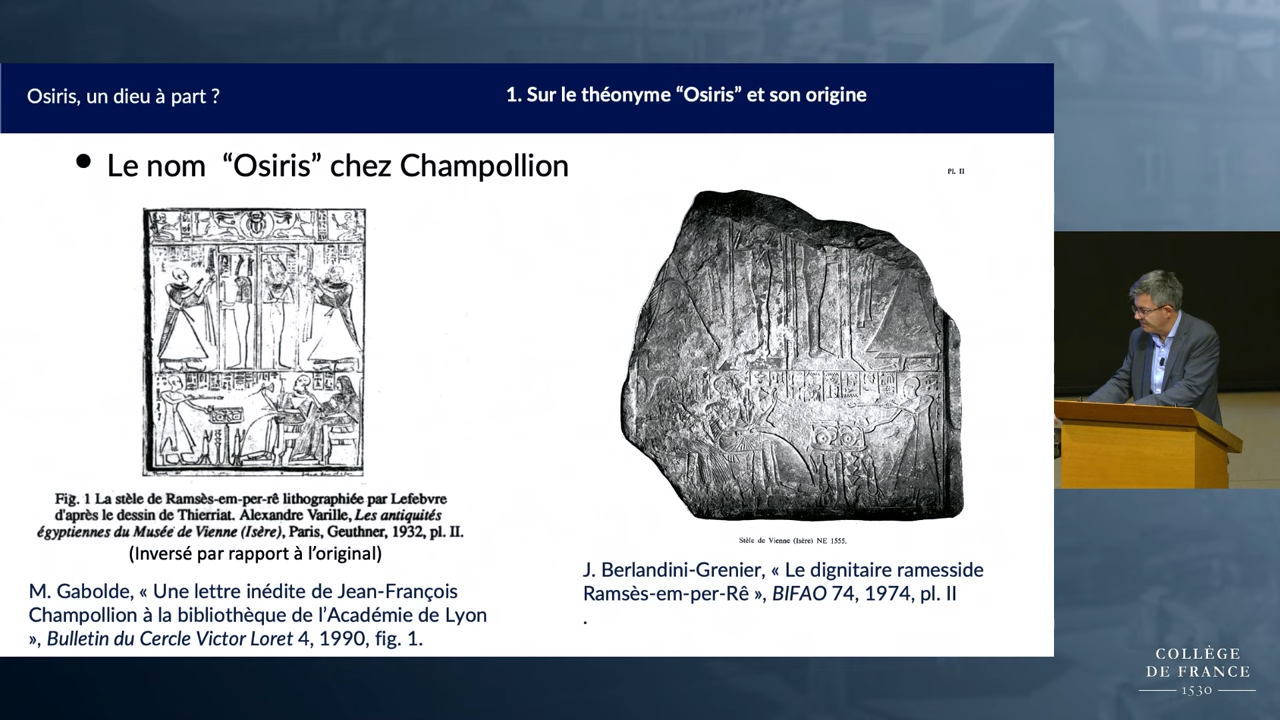 Osiris, un dieu à part ?
1. Sur le théonyme “Osiris” et son origine
• Le nom “Osiris” chez Champollion
Pl. II
Fig. 1 La stèle de Ramsès-em-per-rê lithographiée par Lefebvre
d'après le dessin de Thierriat. Alexandre Varille, Les antiquités
égyptiennes du Musée de Vienne (Isère), Paris, Geuthner, 1932, pl. II.
(Inversé par rapport à l’original)
M. Gabolde, « Une lettre inédite de Jean-François
Champollion à la bibliothèque de l’Académie de Lyon
», Bulletin du Cercle Victor Loret 4, 1990, fig. 1.
Stèle de Vienne (Isère) NE 1555.
J. Berlandini-Grenier, « Le dignitaire ramesside
Ramsès-em-per-Rê », BIFAO 74, 1974, pl. II
.
COLLÈGE
DE FRANCE
1530